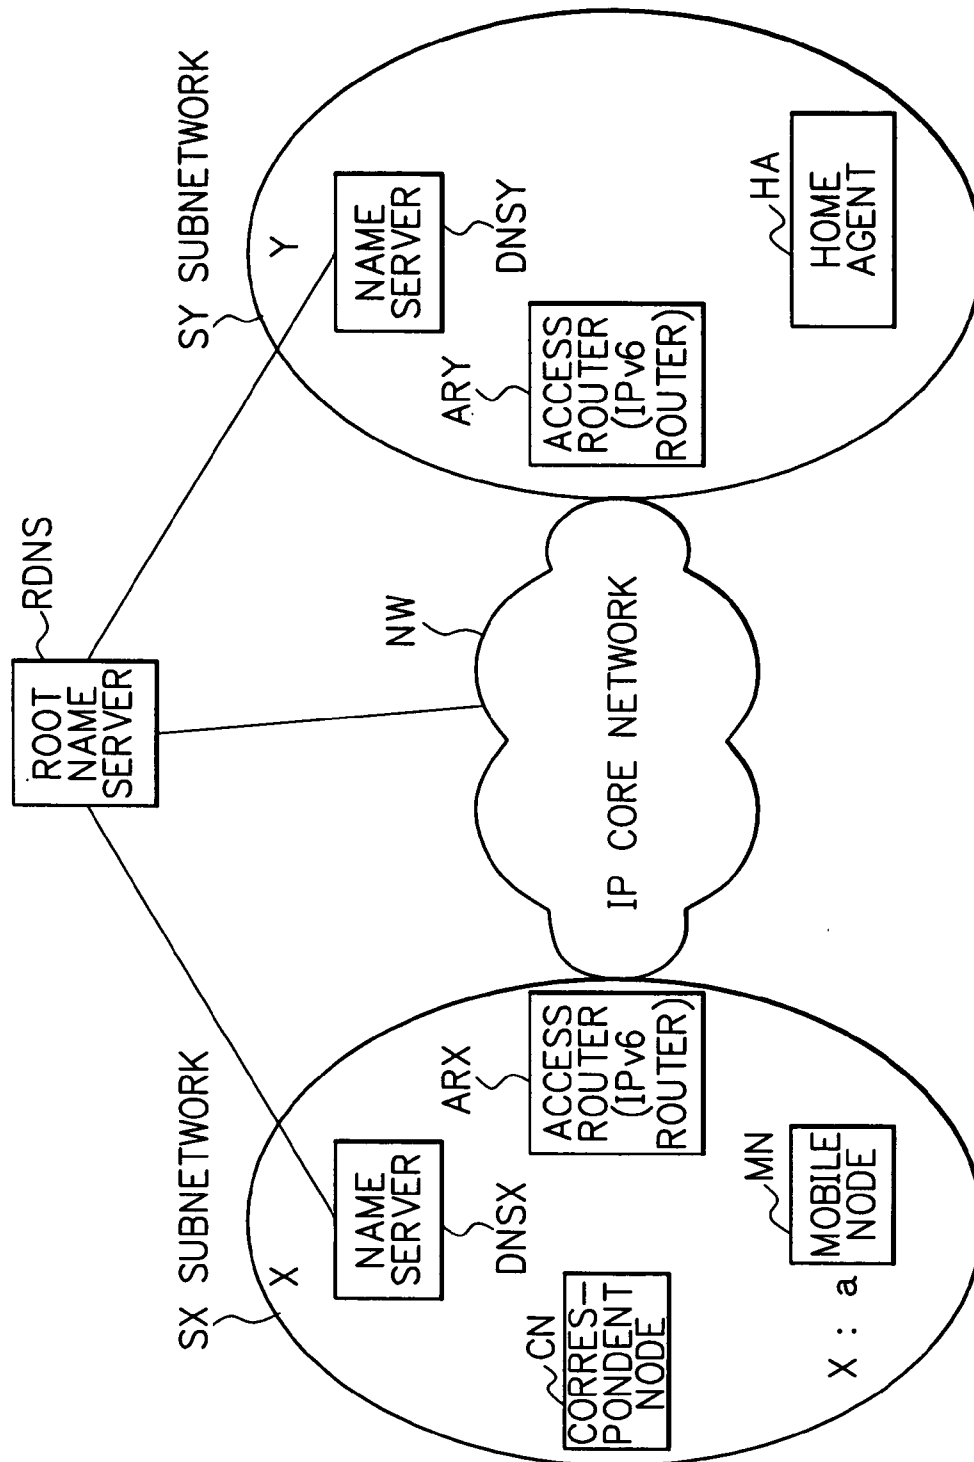 ROOT
NAME
SERVER
RDNS
SX SUBNETWORK
X
NAME
SERVER
DNSX
CN
CORRES-
PONDENT
NODE
ARX
ACCESS
ROUTER
(IPv6
ROUTER)
MN
MOBILE
NODE
X : a
NW
IP CORE NETWORK
SY SUBNETWORK
Y
NAME
SERVER
DNSY
ARY
ACCESS
ROUTER
(IPv6
ROUTER)
HA
HOME
AGENT